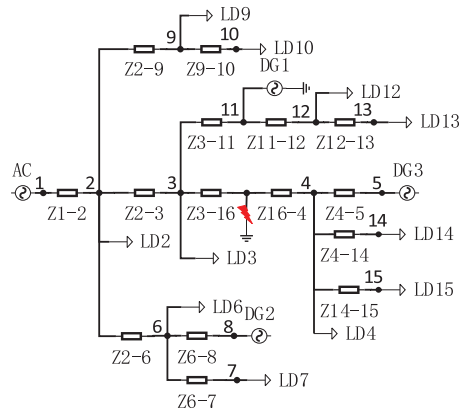 LD9
9
10
LD10
Z2-9
Z9-10
DG1
11
12
LD12
13
LD13
Z3-11
Z11-12
Z12-13
AC
1
2
3
4
5
DG3
Z1-2
Z2-3
Z3-16
Z16-4
Z4-5
14
LD14
LD2
LD3
Z4-14
15
LD15
Z14-15
LD6
DG2
6
8
LD4
Z2-6
Z6-8
7
LD7
Z6-7